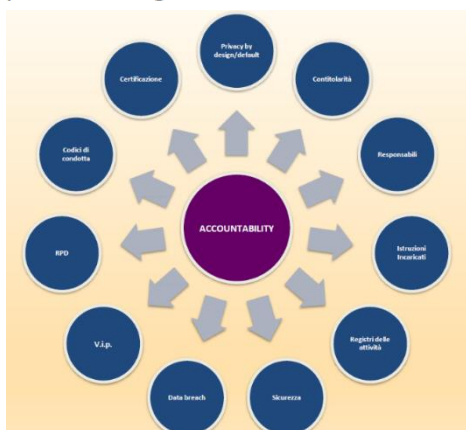 Privacy by
design/default
Contitolarità
Responsabili
Istruzioni
Incaricati
Registri delle
attività
Sicurezza
Data breach
V.i.p.
RPD
Codici di
condotta
Certificazione
ACCOUNTABILITY